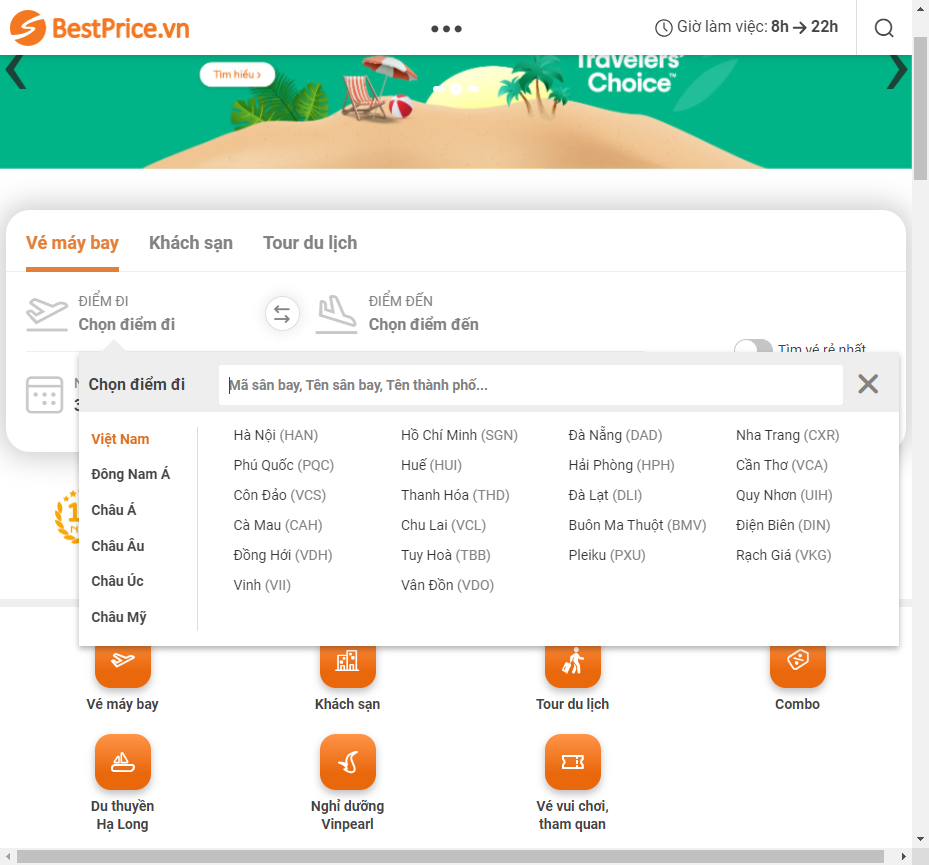 BestPrice.vn
Giờ làm việc: 8h → 22h
Tìm hiểu ›
Travelers'
Choice™
Vé máy bay
Khách sạn
Tour du lịch
ĐIỂM ĐI
Chọn điểm đi
ĐIỂM ĐẾN
Chọn điểm đến
Tìm vé rẻ nhất
Chọn điểm đi
Mã sân bay, Tên sân bay, Tên thành phố...
Việt Nam
Đông Nam Á
Châu Á
Châu Âu
Châu Úc
Châu Mỹ
Hà Nội (HAN)
Hồ Chí Minh (SGN)
Đà Nẵng (DAD)
Nha Trang (CXR)
Phú Quốc (PQC)
Huế (HUI)
Hải Phòng (HPH)
Cần Thơ (VCA)
Côn Đảo (VCS)
Thanh Hóa (THD)
Đà Lạt (DLI)
Quy Nhơn (UIH)
Cà Mau (CAH)
Chu Lai (VCL)
Buôn Ma Thuột (BMV)
Điện Biên (DIN)
Đồng Hới (VDH)
Tuy Hoà (TBB)
Pleiku (PXU)
Rạch Giá (VKG)
Vinh (VII)
Vân Đồn (VDO)
Vé máy bay
Khách sạn
Tour du lịch
Combo
Du thuyền
Hạ Long
Nghỉ dưỡng
Vinpearl
Vé vui chơi,
tham quan